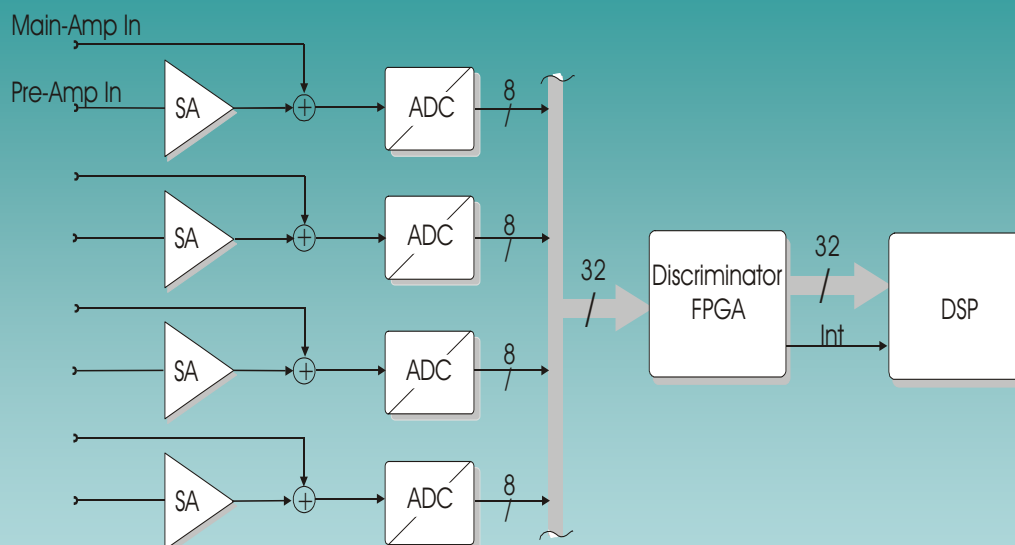 Main-Amp In
Pre-Amp In
SA
ADC
8
SA
ADC
8
32
Discriminator
FPGA
32
Int
DSP
SA
ADC
8
SA
ADC
8